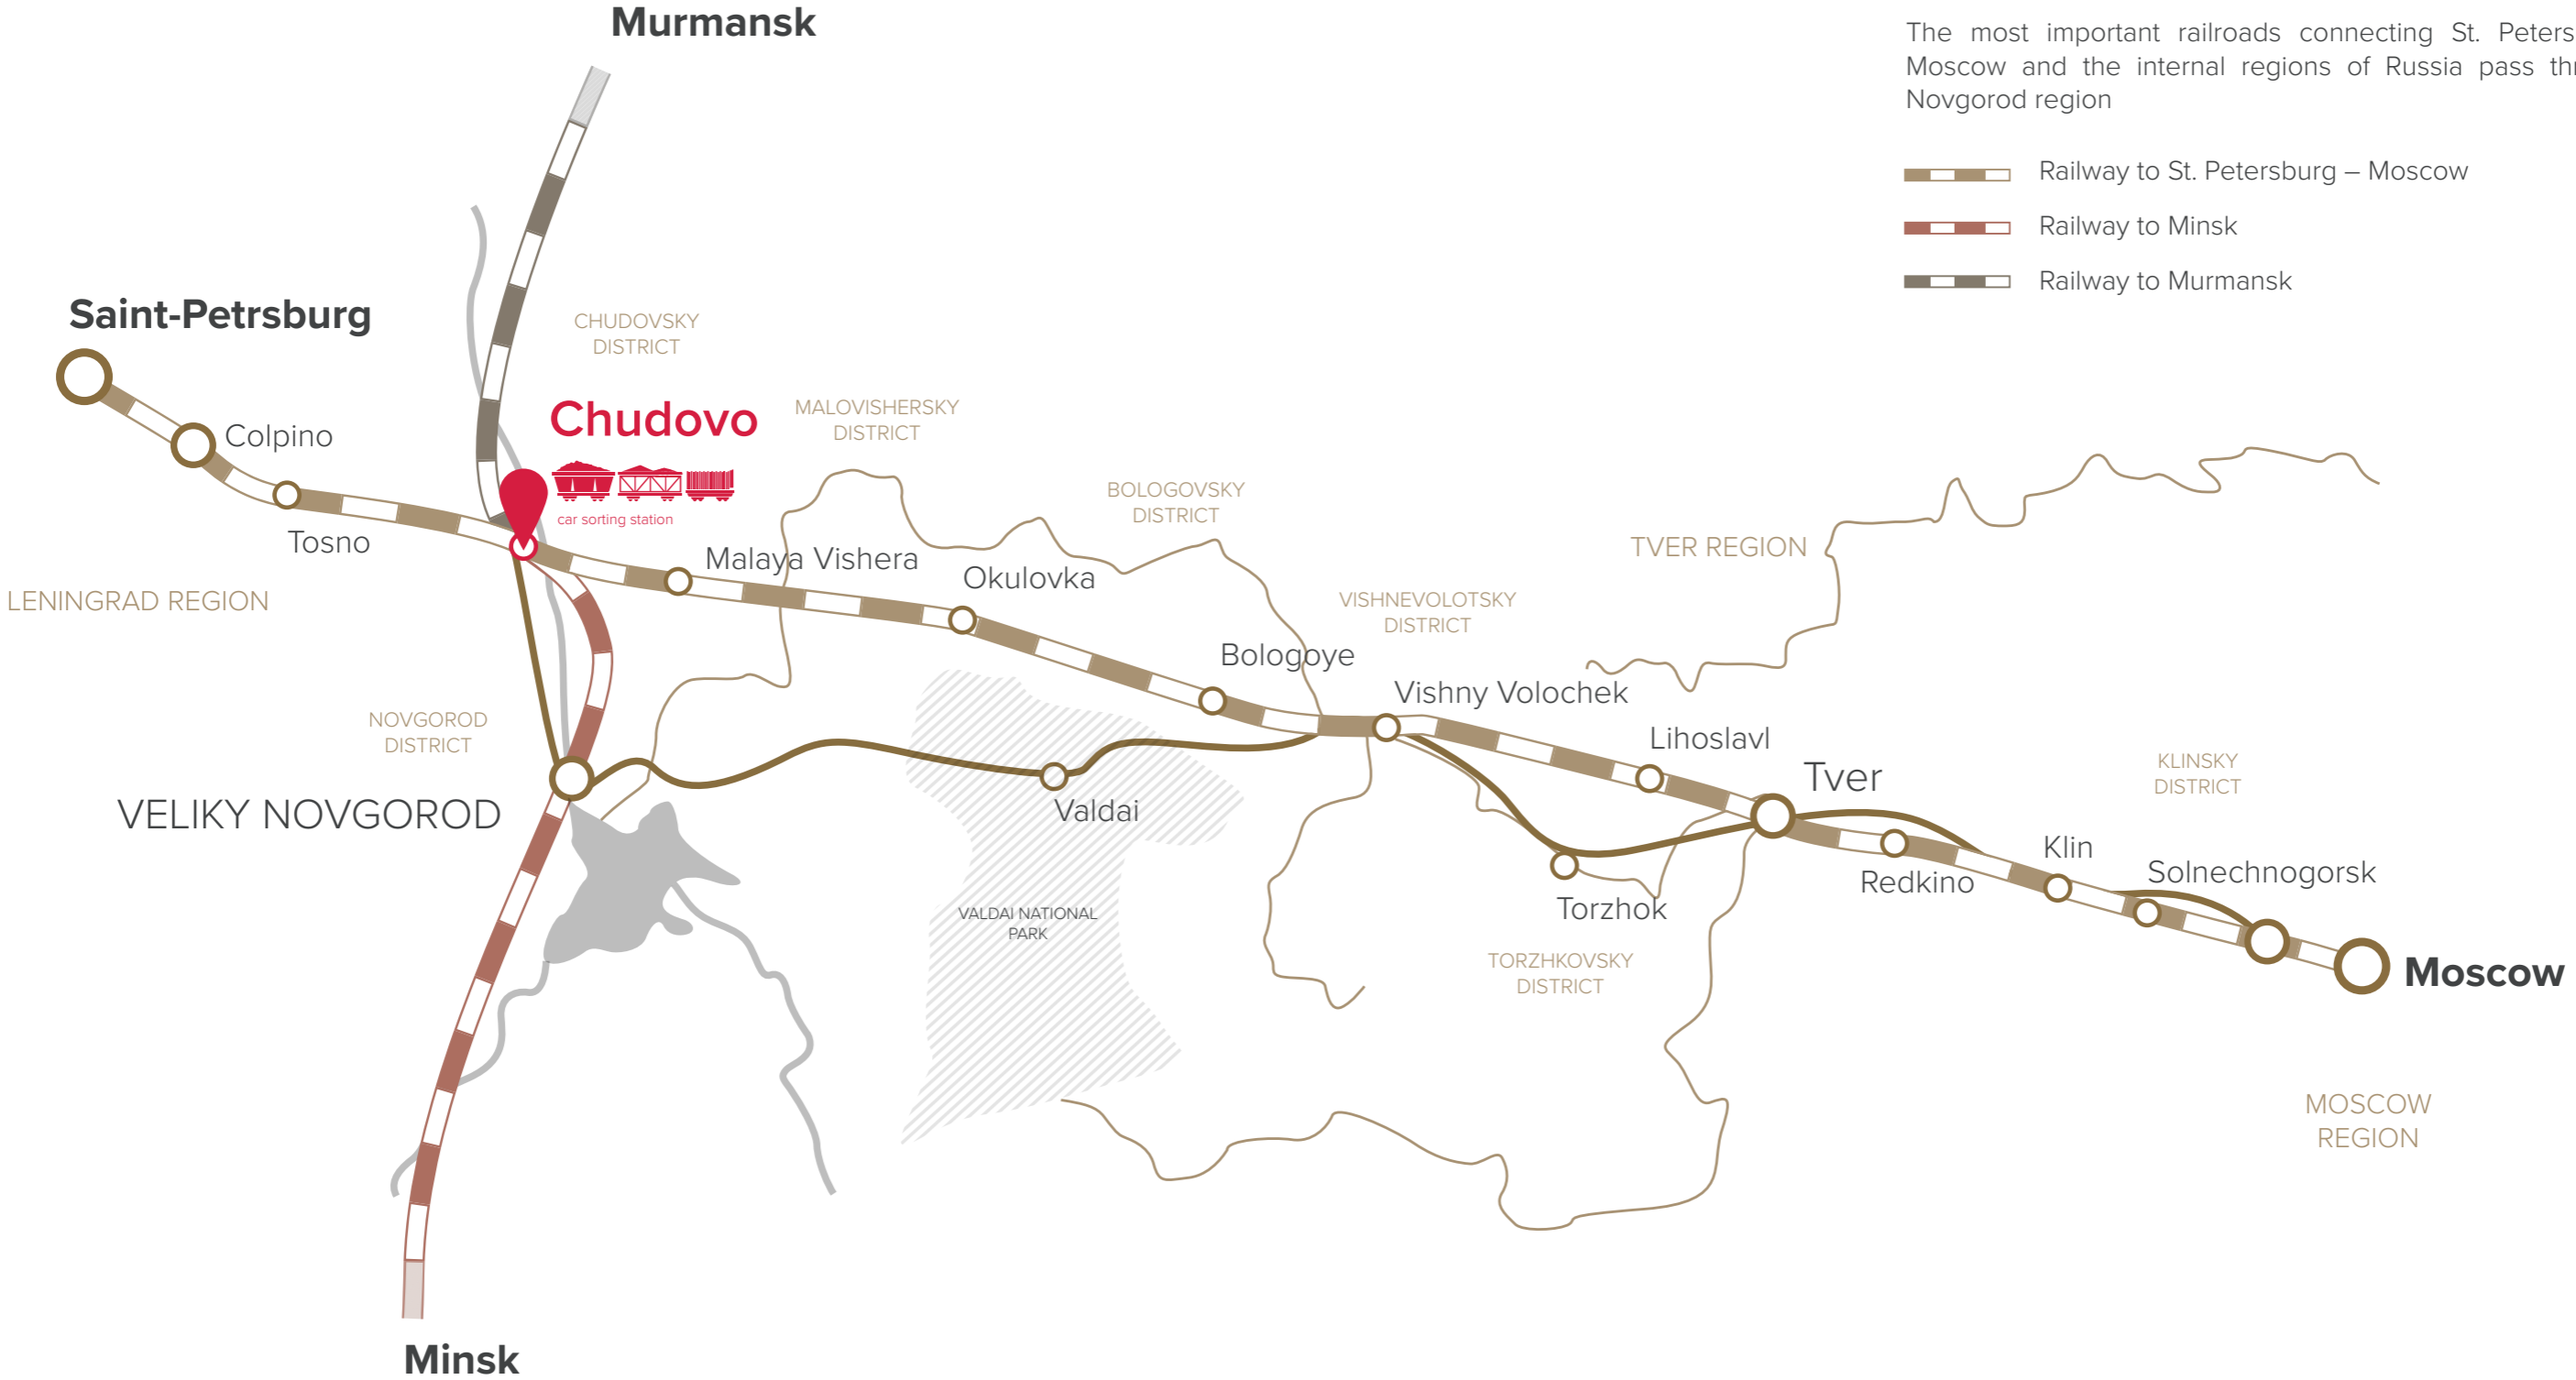 Murmansk
The most important railroads connecting St. Peters
Moscow and the internal regions of Russia pass thr
Novgorod region
Railway to St. Petersburg – Moscow
Railway to Minsk
Railway to Murmansk
Saint-Petrsburg
CHUDOVSKY
DISTRICT
Chudovo
car sorting station
MALOVISHERSKY
DISTRICT
Colpino
BOLOGOVSKY
DISTRICT
Tosno
Malaya Vishera
Okulovka
TVER REGION
LENINGRAD REGION
VISHNEVOLOTSKY
DISTRICT
Bologoye
Vishny Volochek
NOVGOROD
DISTRICT
Lihoslavl
Tver
KLINSKY
DISTRICT
VELIKY NOVGOROD
Valdai
Klin
Solnechnogorsk
Redkino
Torzhok
VALDAI NATIONAL
PARK
TORZHKOVSKY
DISTRICT
Moscow
MOSCOW
REGION
Minsk